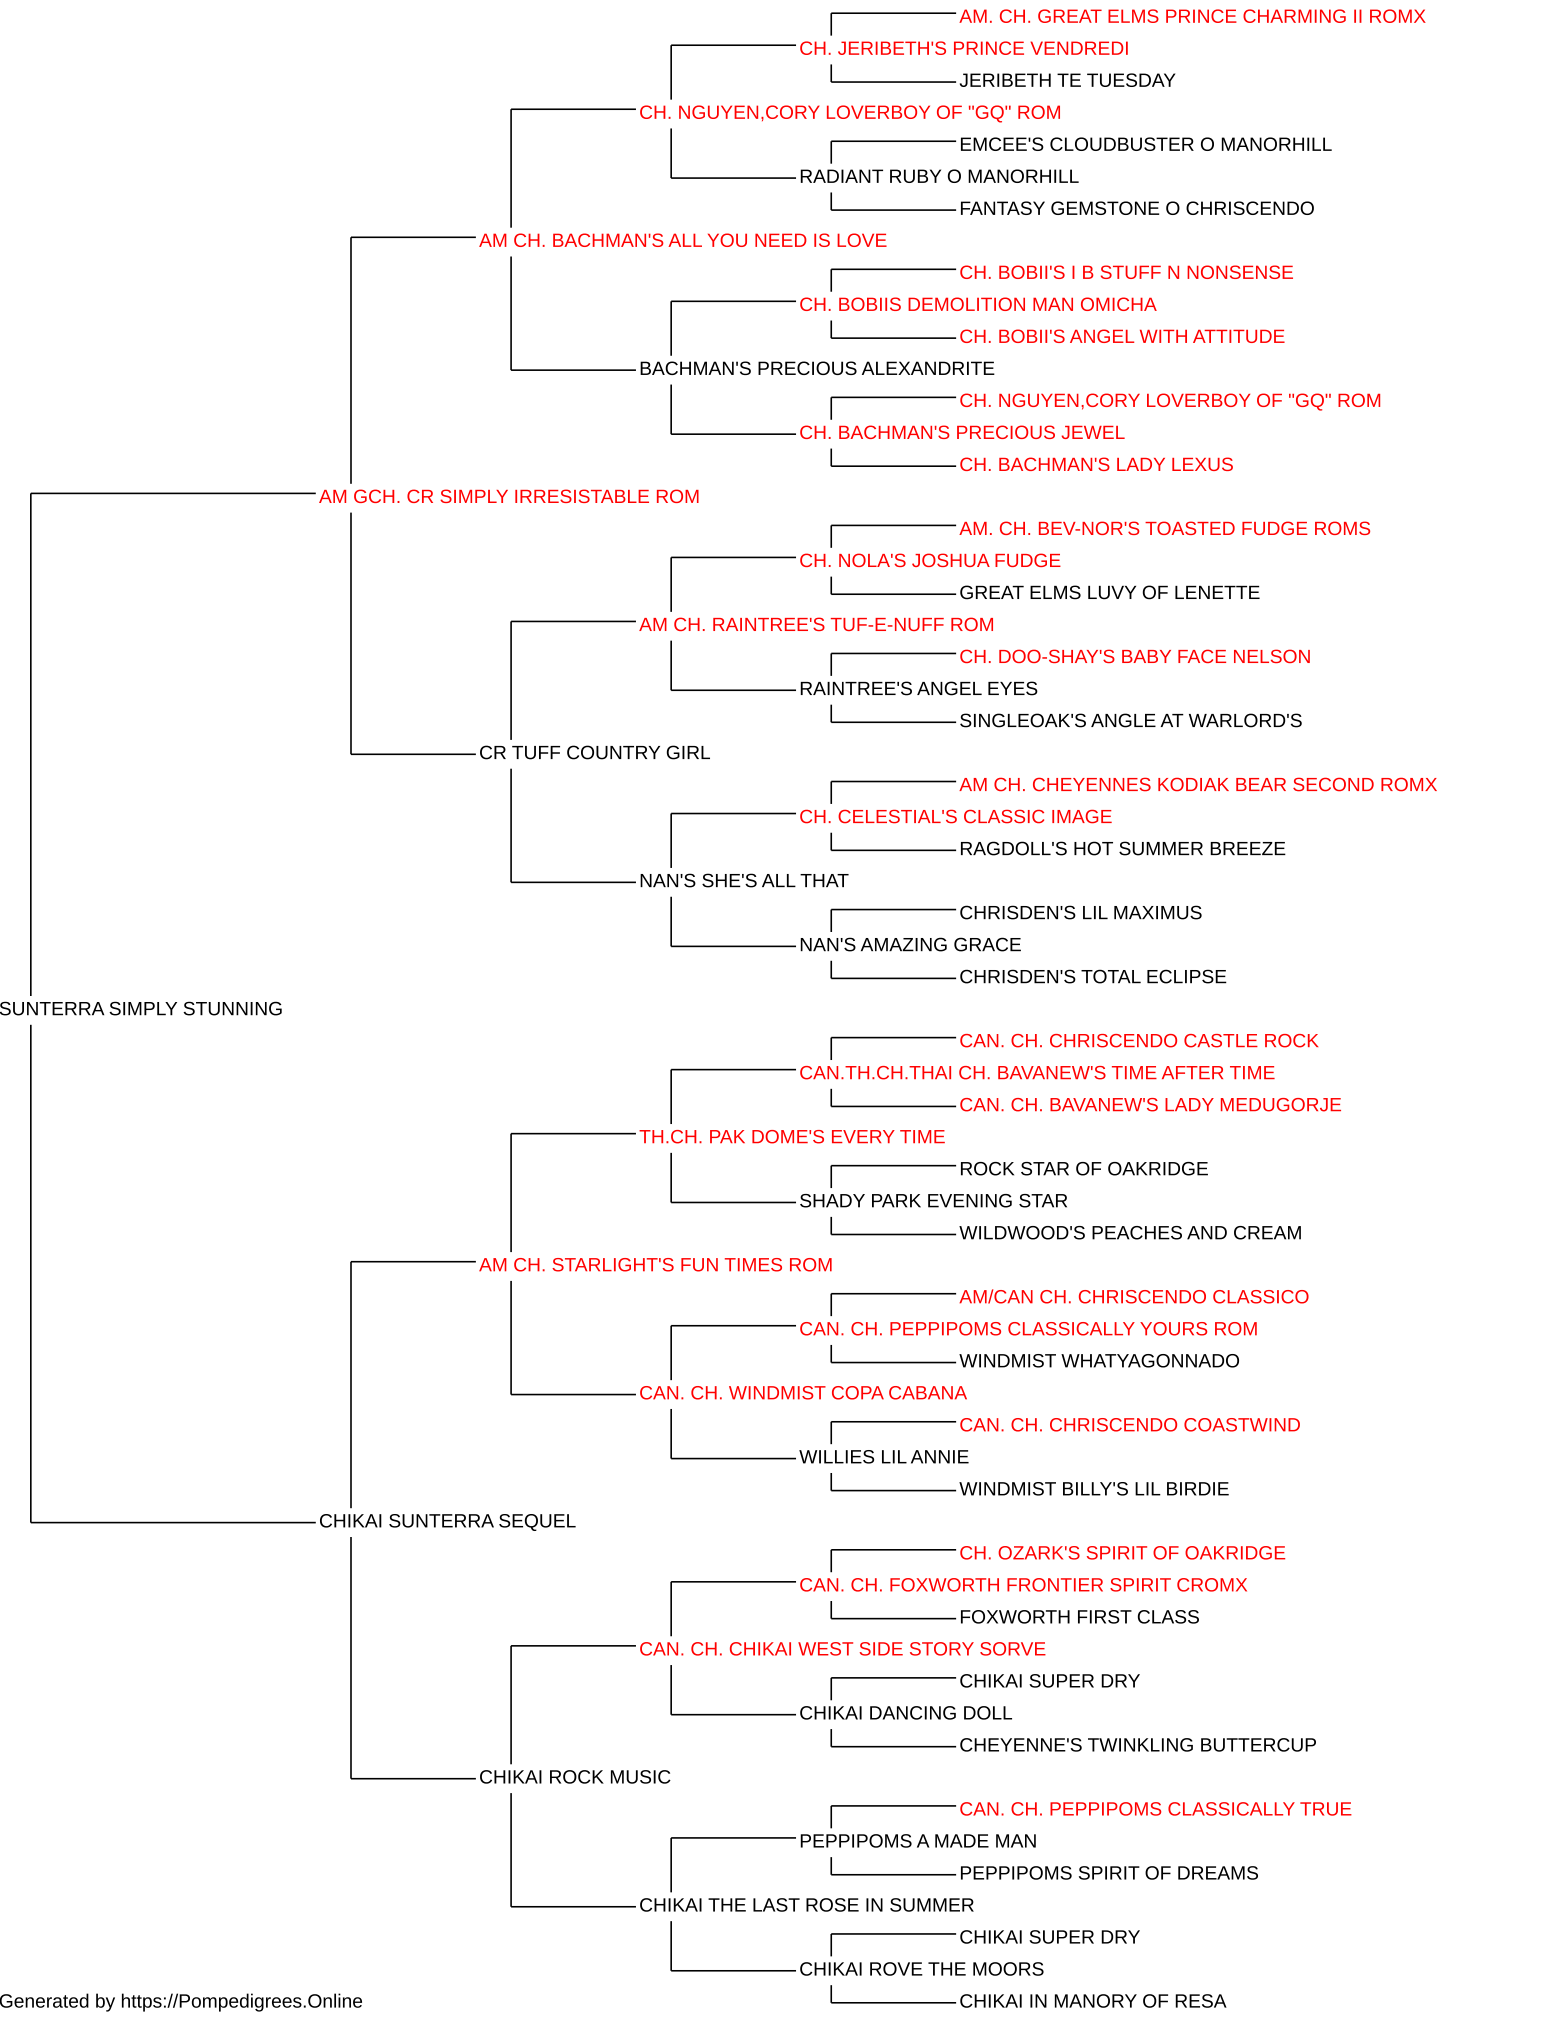 AM. CH. GREAT ELMS PRINCE CHARMING II ROMX
CH. JERIBETH'S PRINCE VENDREDI
JERIBETH TE TUESDAY
CH. NGUYEN,CORY LOVERBOY OF "GQ" ROM
EMCEE'S CLOUDBUSTER O MANORHILL
RADIANT RUBY O MANORHILL
FANTASY GEMSTONE O CHRISCENDO
AM CH. BACHMAN'S ALL YOU NEED IS LOVE
CH. BOBII'S I B STUFF N NONSENSE
CH. BOBIIS DEMOLITION MAN OMICHA
CH. BOBII'S ANGEL WITH ATTITUDE
BACHMAN'S PRECIOUS ALEXANDRITE
CH. NGUYEN,CORY LOVERBOY OF "GQ" ROM
CH. BACHMAN'S PRECIOUS JEWEL
CH. BACHMAN'S LADY LEXUS
AM GCH. CR SIMPLY IRRESISTABLE ROM
AM. CH. BEV-NOR'S TOASTED FUDGE ROMS
CH. NOLA'S JOSHUA FUDGE
GREAT ELMS LUVY OF LENETTE
AM CH. RAINTREE'S TUF-E-NUFF ROM
CH. DOO-SHAY'S BABY FACE NELSON
RAINTREE'S ANGEL EYES
SINGLEOAK'S ANGLE AT WARLORD'S
CR TUFF COUNTRY GIRL
AM CH. CHEYENNES KODIAK BEAR SECOND ROMX
CH. CELESTIAL'S CLASSIC IMAGE
RAGDOLL'S HOT SUMMER BREEZE
NAN'S SHE'S ALL THAT
CHRISDEN'S LIL MAXIMUS
NAN'S AMAZING GRACE
CHRISDEN'S TOTAL ECLIPSE
SUNTERRA SIMPLY STUNNING
CAN. CH. CHRISCENDO CASTLE ROCK
CAN.TH.CH.THAI CH. BAVANEW'S TIME AFTER TIME
CAN. CH. BAVANEW'S LADY MEDUGORJE
TH.CH. PAK DOME'S EVERY TIME
ROCK STAR OF OAKRIDGE
SHADY PARK EVENING STAR
WILDWOOD'S PEACHES AND CREAM
AM CH. STARLIGHT'S FUN TIMES ROM
AM/CAN CH. CHRISCENDO CLASSICO
CAN. CH. PEPPIPOMS CLASSICALLY YOURS ROM
WINDMIST WHATYAGONNADO
CAN. CH. WINDMIST COPA CABANA
CAN. CH. CHRISCENDO COASTWIND
WILLIES LIL ANNIE
WINDMIST BILLY'S LIL BIRDIE
CHIKAI SUNTERRA SEQUEL
CH. OZARK'S SPIRIT OF OAKRIDGE
CAN. CH. FOXWORTH FRONTIER SPIRIT CROMX
FOXWORTH FIRST CLASS
CAN. CH. CHIKAI WEST SIDE STORY SORVE
CHIKAI SUPER DRY
CHIKAI DANCING DOLL
CHEYENNE'S TWINKLING BUTTERCUP
CHIKAI ROCK MUSIC
CAN. CH. PEPPIPOMS CLASSICALLY TRUE
PEPPIPOMS A MADE MAN
PEPPIPOMS SPIRIT OF DREAMS
CHIKAI THE LAST ROSE IN SUMMER
CHIKAI SUPER DRY
CHIKAI ROVE THE MOORS
CHIKAI IN MANORY OF RESA
Generated by https://Pompedigrees.Online